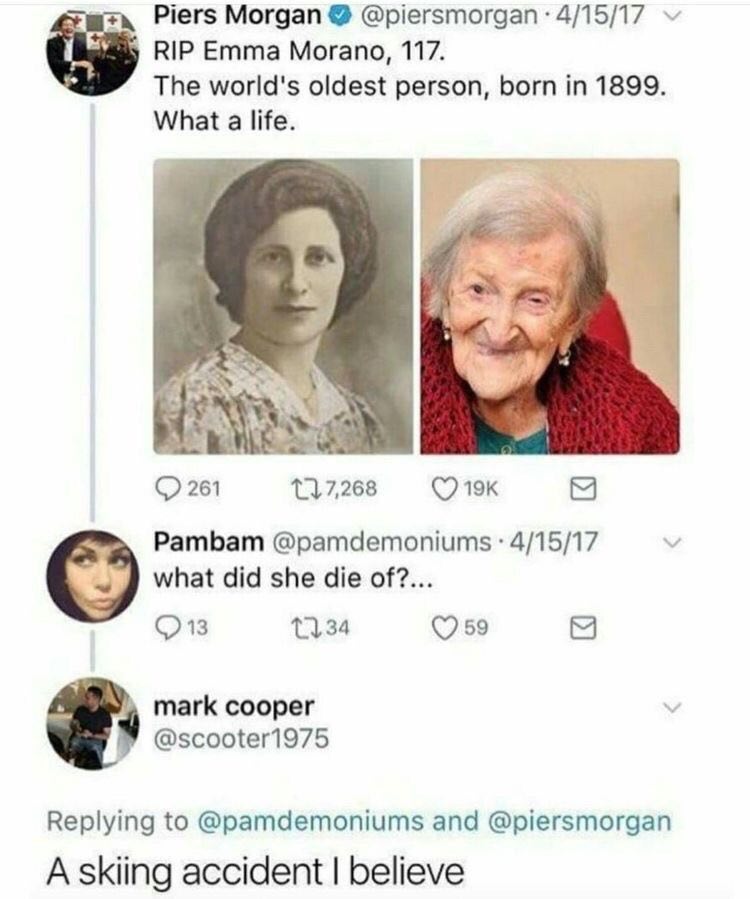 Piers Morgan @piersmorgan · 4/15/17
RIP Emma Morano, 117.
The world's oldest person, born in 1899.
What a life.
261 7,268 19K
Pambam @pamdemoniums · 4/15/17
what did she die of?...
13 34 59
mark cooper
@scooter1975
Replying to @pamdemoniums and @piersmorgan
A skiing accident I believe